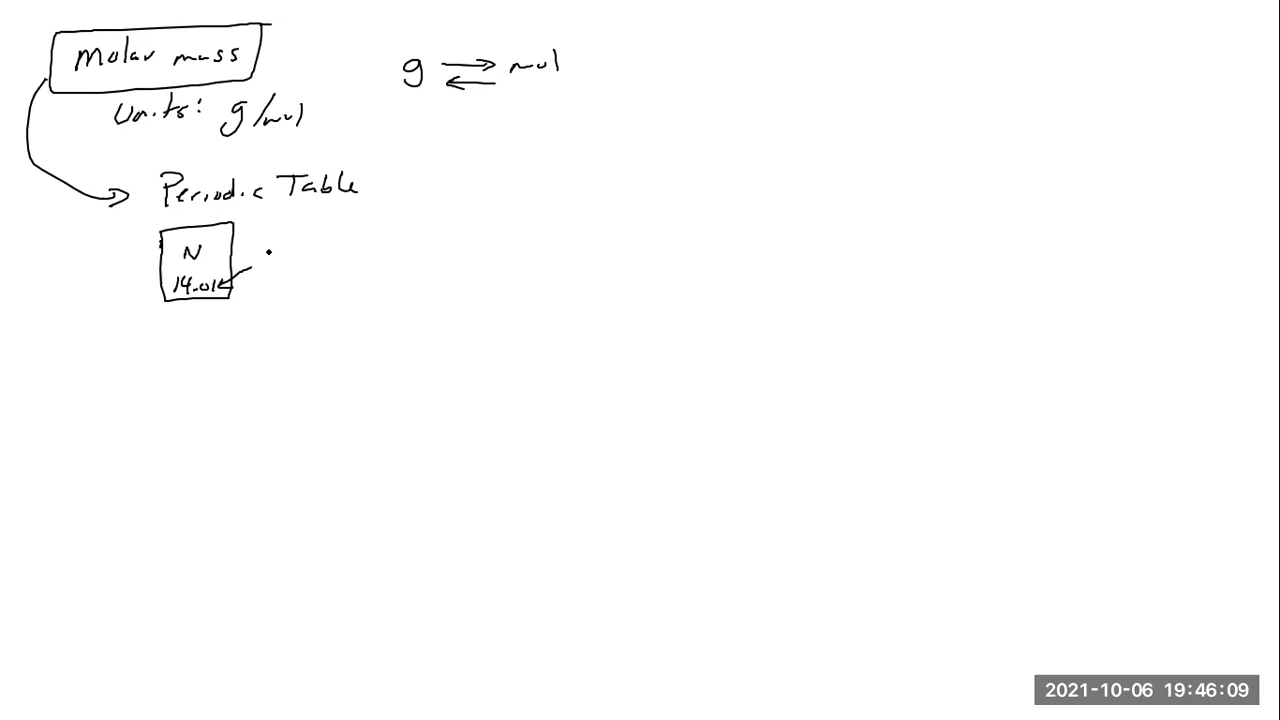 Molar mass
g ⇄ mol
Units: g/mol
Periodic Table
N
14.01
2021-10-06 19:46:09